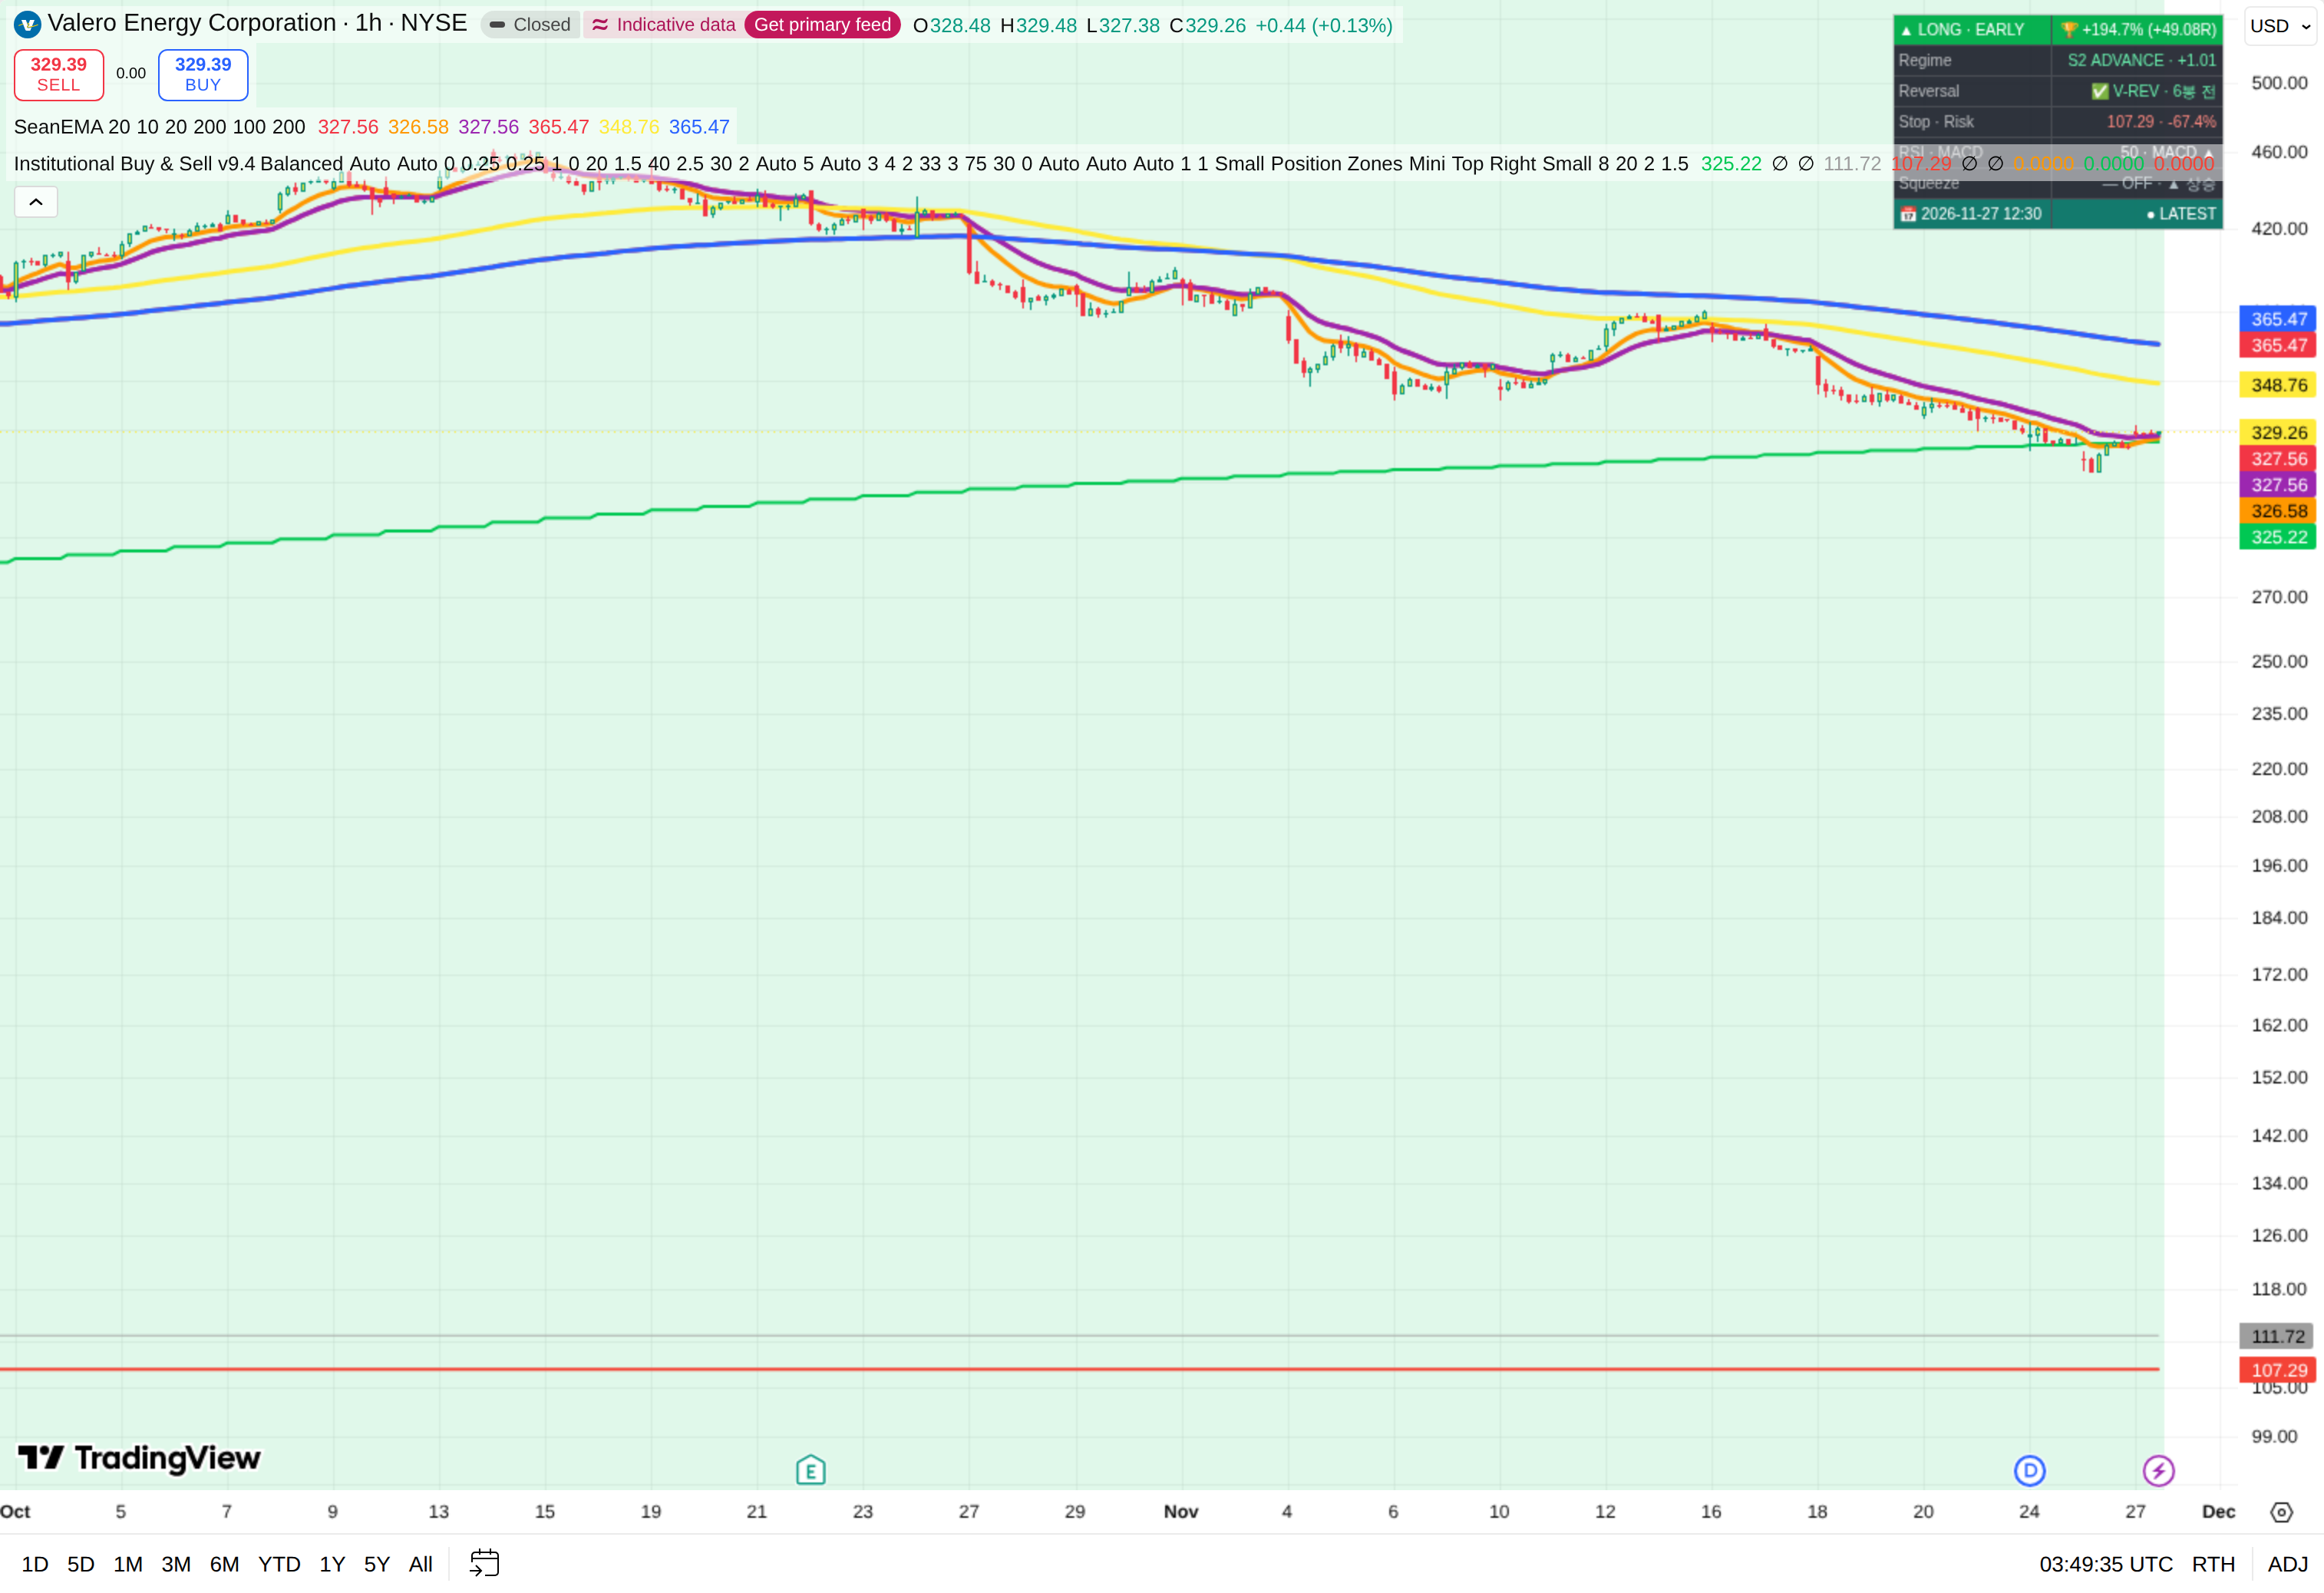 Valero Energy Corporation · 1h · NYSE Closed Indicative data Get primary feed O328.48 H329.48 L327.38 C329.26 +0.44 (+0.13%)
329.39 SELL 0.00 329.39 BUY
SeanEMA 20 10 20 200 100 200 327.56 326.58 327.56 365.47 348.76 365.47
Institutional Buy & Sell v9.4 Balanced Auto Auto 0 0.25 0.25 1 0 20 1.5 40 2.5 30 2 Auto 5 Auto 3 4 2 33 3 75 30 0 Auto Auto Auto 1 1 Small Position Zones Mini Top Right Small 8 20 2 1.5 325.22 ∅ ∅ 111.72 107.29 ∅ ∅ 0.0000 0.0000 0.0000
▲ LONG · EARLY 🏆 +194.7% (+49.08R)
Regime S2 ADVANCE · +1.01
Reversal ✅ V-REV · 6봉 전
Stop · Risk 107.29 · -67.4%
RSI · MACD 50 · MACD ▲
Squeeze — OFF · ▲ 상승
📅 2026-11-27 12:30 ● LATEST
USD
500.00
460.00
420.00
365.47
365.47
348.76
329.26
327.56
327.56
326.58
325.22
270.00
250.00
235.00
220.00
208.00
196.00
184.00
172.00
162.00
152.00
142.00
134.00
126.00
118.00
111.72
107.29
105.00
99.00
TradingView
E
D
Oct 5 7 9 13 15 19 21 23 27 29 Nov 4 6 10 12 16 18 20 24 27 Dec
1D 5D 1M 3M 6M YTD 1Y 5Y All 03:49:35 UTC RTH ADJ